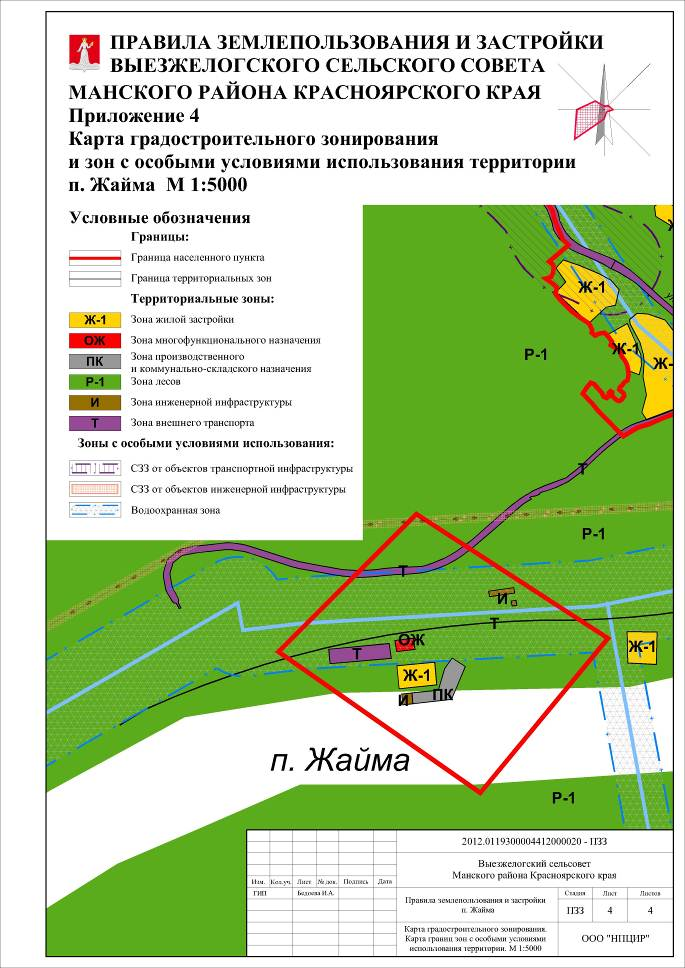 ПРАВИЛА ЗЕМЛЕПОЛЬЗОВАНИЯ И ЗАСТРОЙКИ
ВЫЕЗЖЕЛОГСКОГО СЕЛЬСКОГО СОВЕТА
МАНСКОГО РАЙОНА КРАСНОЯРСКОГО КРАЯ
Приложение 4
Карта градостроительного зонирования
и зон с особыми условиями использования территории
п. Жайма М 1:5000
Условные обозначения
Границы:
Граница населенного пункта
Граница территориальных зон
Территориальные зоны:
Ж-1 Зона жилой застройки
ОЖ Зона многофункционального назначения
ПК Зона производственного
и коммунально-складского назначения
Р-1 Зона лесов
И Зона инженерной инфраструктуры
Т Зона внешнего транспорта
Зоны с особыми условиями использования:
СЗЗ от объектов транспортной инфраструктуры
СЗЗ от объектов инженерной инфраструктуры
Водоохранная зона
Ж-1
Р-1
Ж-1
Ж-
Т
Р-1
Т
И
Т
ОЖ
Т
Ж-1
Ж-1
ПК
И
п. Жайма
Р-1
2012.0119300004412000020 - ПЗЗ
Выезжелогский сельсовет
Манского района Красноярского края
Изм. Кол.уч. Лист № док. Подпись Дата
ГИП Бадоева И.А.
Правила землепользования и застройки
п. Жайма
Стадия Лист Листов
ПЗЗ 4 4
Карта градостроительного зонирования.
Карта границ зон с особыми условиями
использования территории. М 1:5000
ООО "НПЦИР"